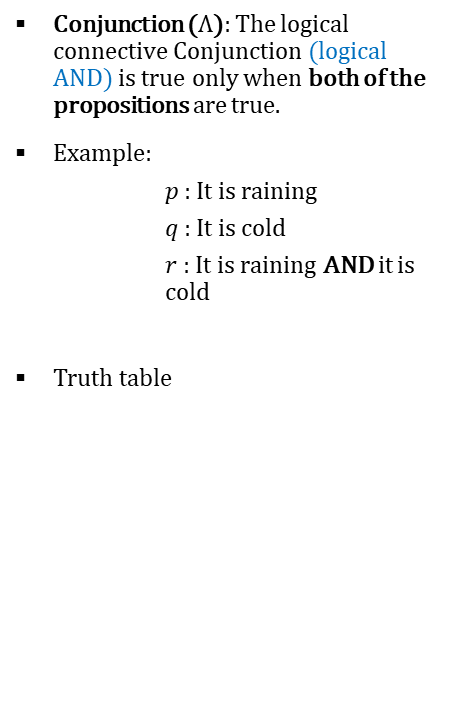 ▪ Conjunction (Λ): The logical
connective Conjunction (logical
AND) is true only when both of the
propositions are true.
▪ Example:
p : It is raining
q : It is cold
r : It is raining AND it is
cold
▪ Truth table